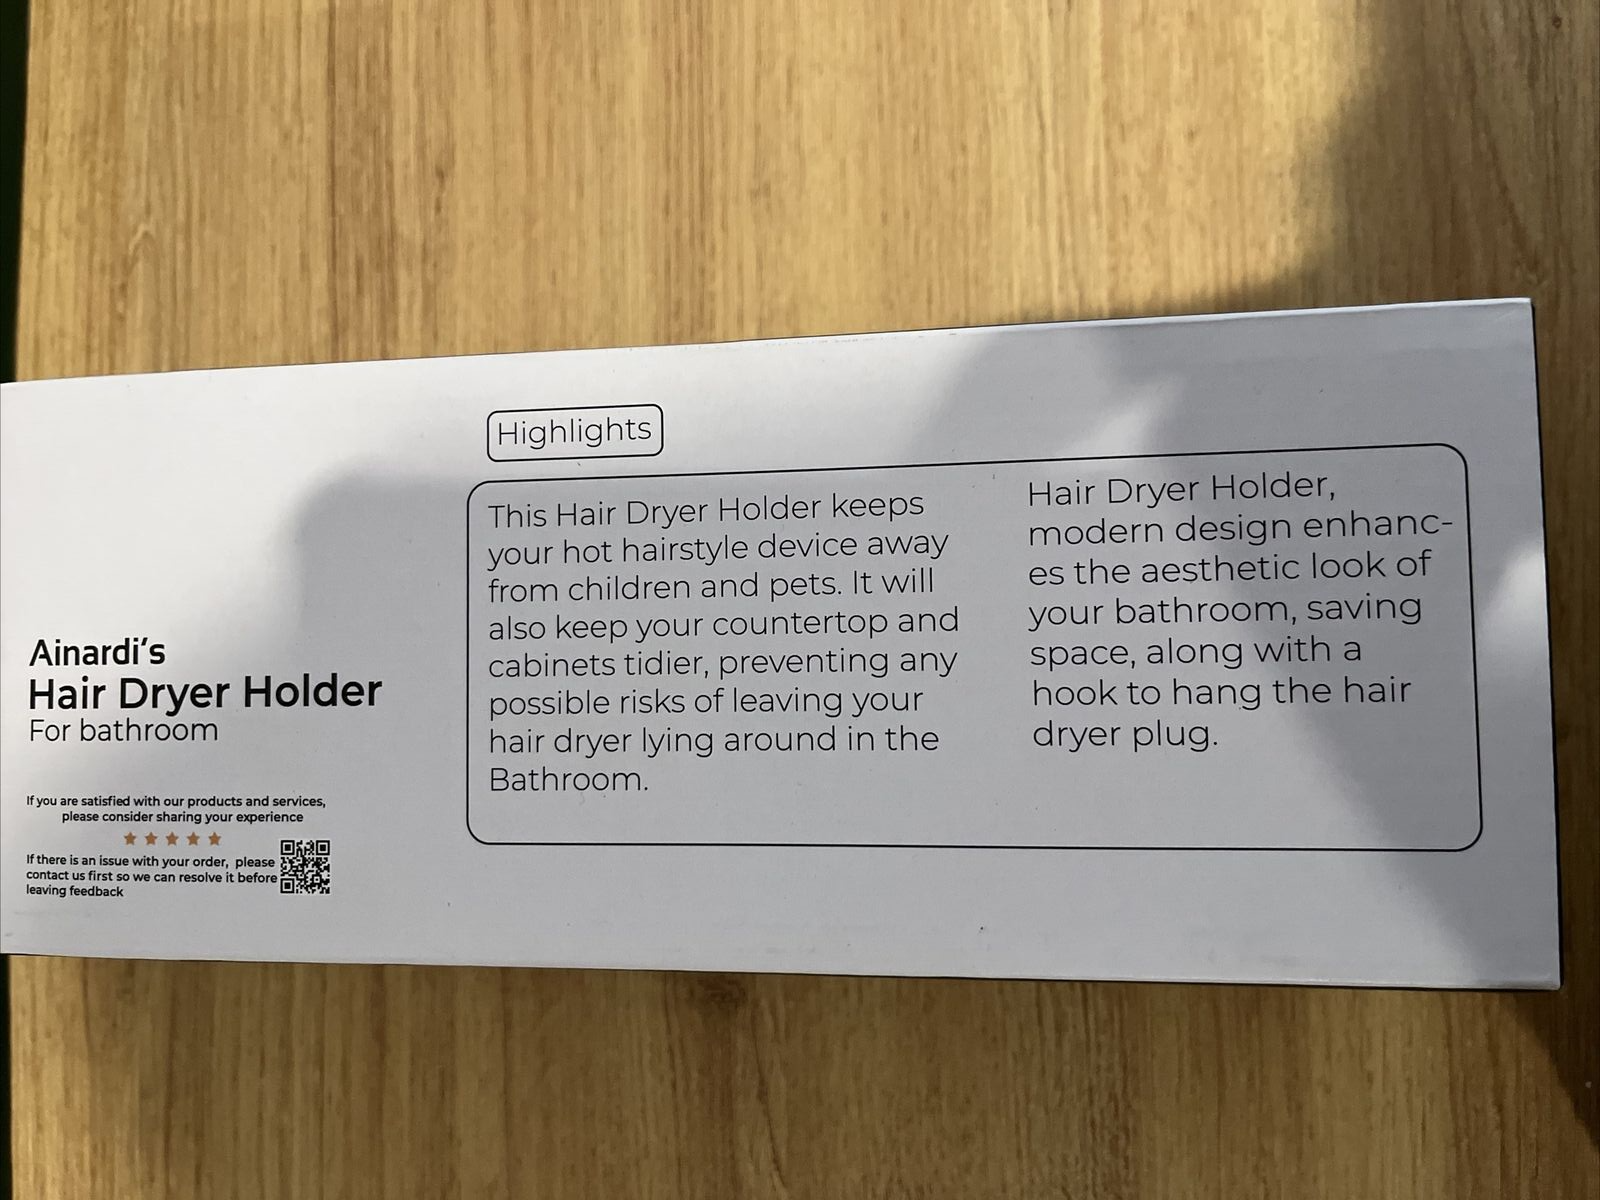 Highlights
This Hair Dryer Holder keeps
your hot hairstyle device away
from children and pets. It will
also keep your countertop and
cabinets tidier, preventing any
possible risks of leaving your
hair dryer lying around in the
Bathroom.
Hair Dryer Holder,
modern design enhanc-
es the aesthetic look of
your bathroom, saving
space, along with a
hook to hang the hair
dryer plug.
Ainardi's
Hair Dryer Holder
For bathroom
If you are satisfied with our products and services,
please consider sharing your experience
If there is an issue with your order, please
contact us first so we can resolve it before
leaving feedback